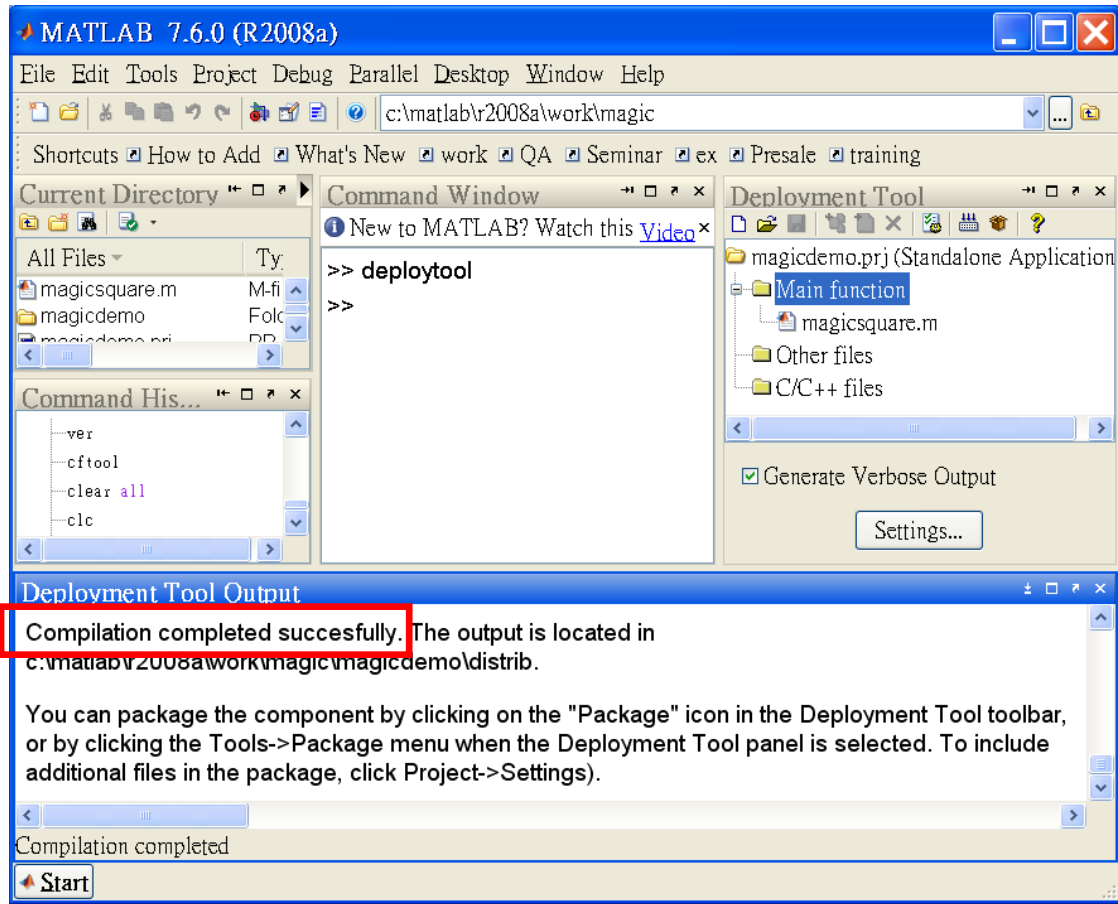 MATLAB 7.6.0 (R2008a)
File Edit Tools Project Debug Parallel Desktop Window Help
c:\matlab\r2008a\work\magic
...
Shortcuts How to Add What's New work QA Seminar ex Presale training
Current Directory
All Files Ty
magicsquare.m M-fi
magicdemo Folc
magicdemo.prj PR
Command His...
ver
cftool
clear all
clc
Command Window
New to MATLAB? Watch this Video
>> deploytool
>>
Deployment Tool
magicdemo.prj (Standalone Application
Main function
magicsquare.m
Other files
C/C++ files
Generate Verbose Output
Settings...
Deployment Tool Output
Compilation completed succesfully. The output is located in
c:\matlab\r2008a\work\magic\magicdemo\distrib.
You can package the component by clicking on the "Package" icon in the Deployment Tool toolbar,
or by clicking the Tools->Package menu when the Deployment Tool panel is selected. To include
additional files in the package, click Project->Settings).
Compilation completed
Start